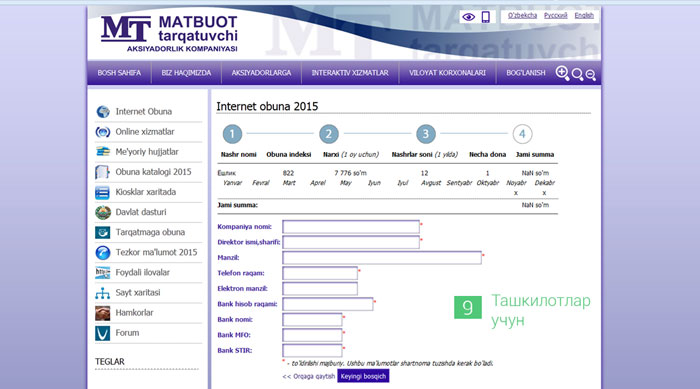 MATBUOT
tarqatuvchi
AKSIYADORLIK KOMPANIYASI
O'zbekcha Русский English
BOSH SAHIFA BIZ HAQIMIZDA AKSIYADORLARGA INTERAKTIV XIZMATLAR VILOYAT KORXONALARI BOG'LANISH
Internet Obuna
Online xizmatlar
Me'yoriy hujjatlar
Obuna katalogi 2015
Kiosklar xaritada
Davlat dasturi
Tarqatmaga obuna
Tezkor ma'lumot 2015
Foydali ilovalar
Sayt xaritasi
Hamkorlar
Forum
TEGLAR
Internet obuna 2015
1 2 3 4
Nashr nomi Obuna indeksi Narxi (1 oy uchun) Nashrlar soni (1 yilda) Necha dona Jami summa
Ёшлик 822 7 776 so'm 12 1 NaN so'm
Yanvar Fevral Mart Aprel May Iyun Iyul Avgust Sentyabr Oktyabr Noyabr Dekabr
x x
Jami summa: NaN so'm
Kompaniya nomi: *
Direktor ismi,sharifi: *
Manzil: *
Telefon raqam: *
Elektron manzil:
Bank hisob raqami: *
Bank nomi: *
Bank MFO: *
Bank STIR: *
* - to'ldirilishi majburiy. Ushbu ma'lumotlar shartnoma tuzishda kerak bo'ladi.
<< Orqaga qaytish Keyingi bosqich
9 Ташкилотлар
учун